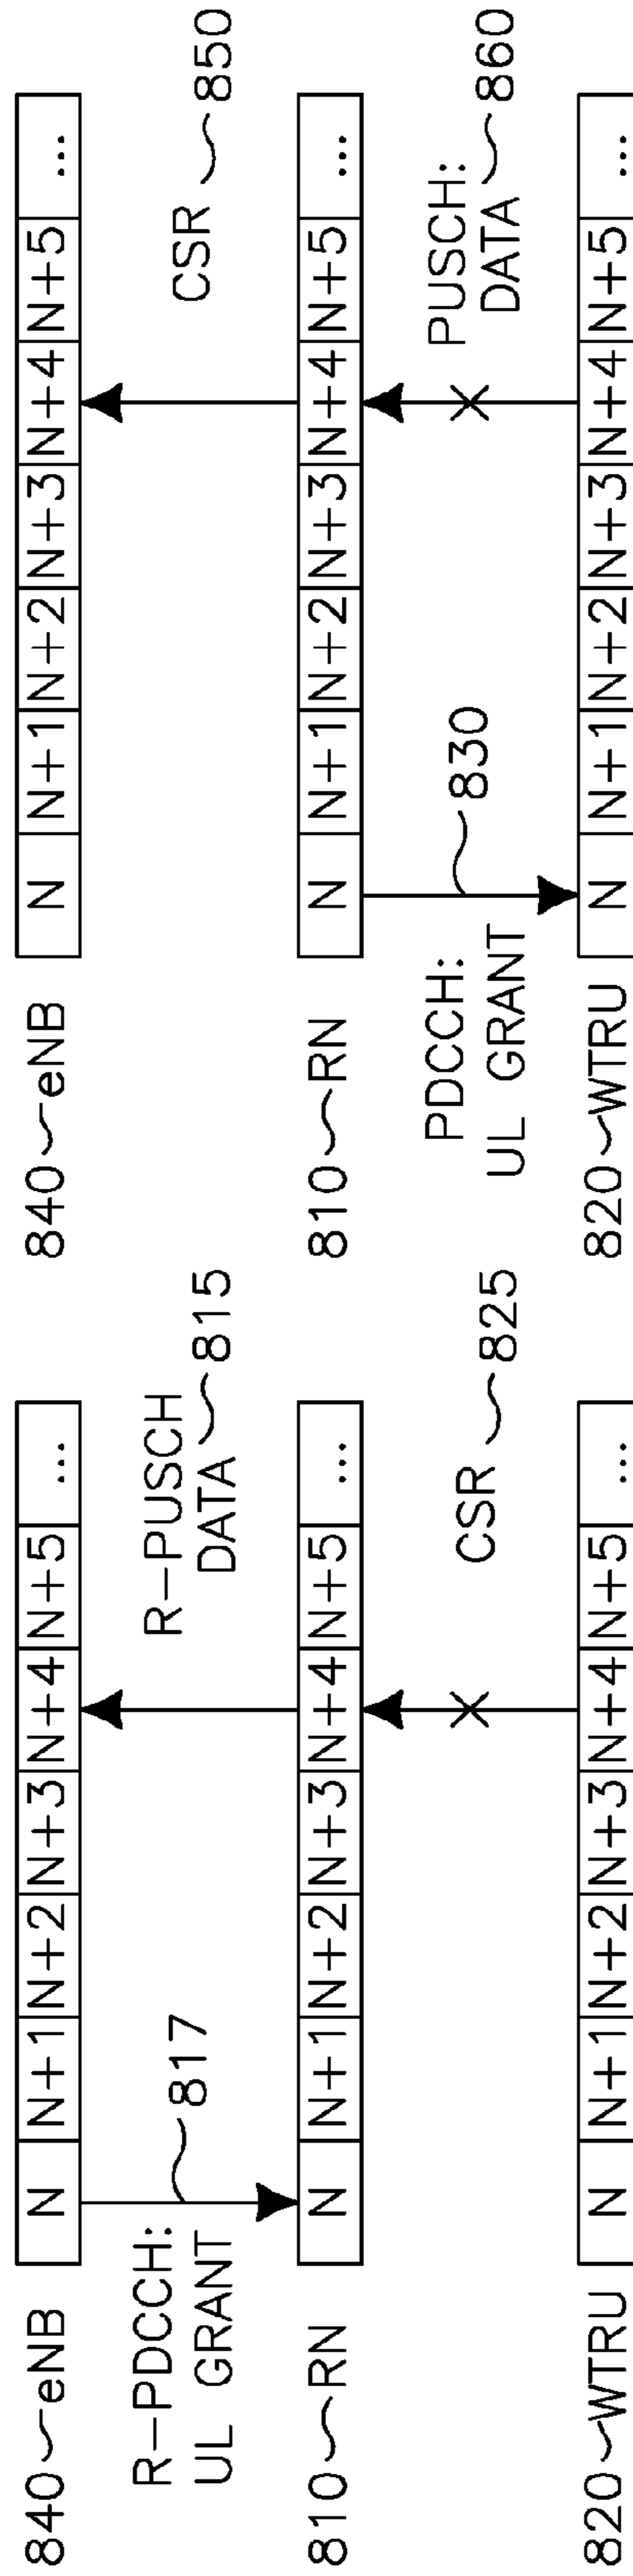 840 eNB
N N+1 N+2 N+3 N+4 N+5 ...
R-PDCCH:
UL GRANT
817
R-PUSCH
DATA 815
810 RN
N N+1 N+2 N+3 N+4 N+5 ...
CSR 825
820 WTRU
N N+1 N+2 N+3 N+4 N+5 ...
840 eNB
N N+1 N+2 N+3 N+4 N+5 ...
CSR 850
810 RN
N N+1 N+2 N+3 N+4 N+5 ...
PDCCH:
UL GRANT
830
PUSCH:
DATA 860
820 WTRU
N N+1 N+2 N+3 N+4 N+5 ...